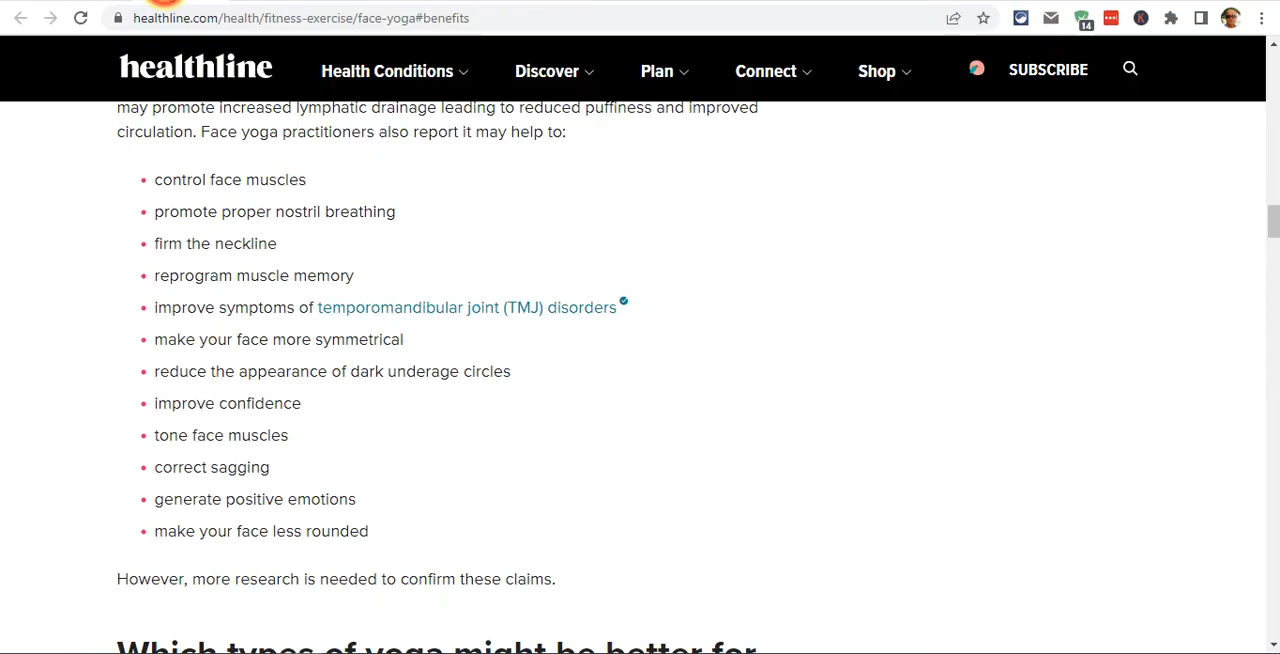 healthline.com/health/fitness-exercise/face-yoga#benefits
14
K
healthline
Health Conditions
Discover
Plan
Connect
Shop
SUBSCRIBE
may promote increased lymphatic drainage leading to reduced puffiness and improved
circulation. Face yoga practitioners also report it may help to:
• control face muscles
• promote proper nostril breathing
• firm the neckline
• reprogram muscle memory
• improve symptoms of temporomandibular joint (TMJ) disorders
• make your face more symmetrical
• reduce the appearance of dark underage circles
• improve confidence
• tone face muscles
• correct sagging
• generate positive emotions
• make your face less rounded
However, more research is needed to confirm these claims.
Which types of yoga might be better for